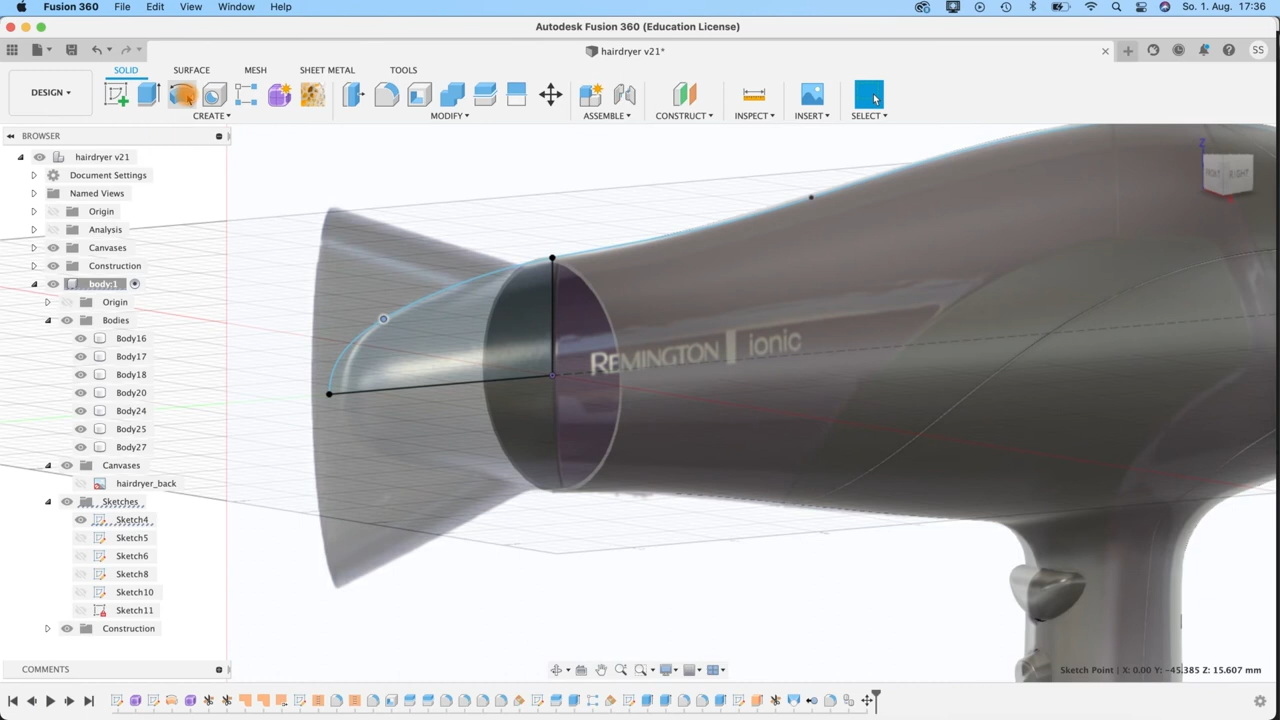 Fusion 360 File Edit View Window Help So. 1. Aug. 17:36
Autodesk Fusion 360 (Education License)
hairdryer v21*
SS
DESIGN
SOLID SURFACE MESH SHEET METAL TOOLS
CREATE MODIFY ASSEMBLE CONSTRUCT INSPECT INSERT SELECT
BROWSER
hairdryer v21
Document Settings
Named Views
Origin
Analysis
Canvases
Construction
body:1
Origin
Bodies
Body16
Body17
Body18
Body20
Body24
Body25
Body27
Canvases
hairdryer_back
Sketches
Sketch4
Sketch5
Sketch6
Sketch8
Sketch10
Sketch11
Construction
COMMENTS
Z
FRONT RIGHT
REMINGTON ionic
Sketch Point | X: 0.00 Y: -45.385 Z: 15.607 mm